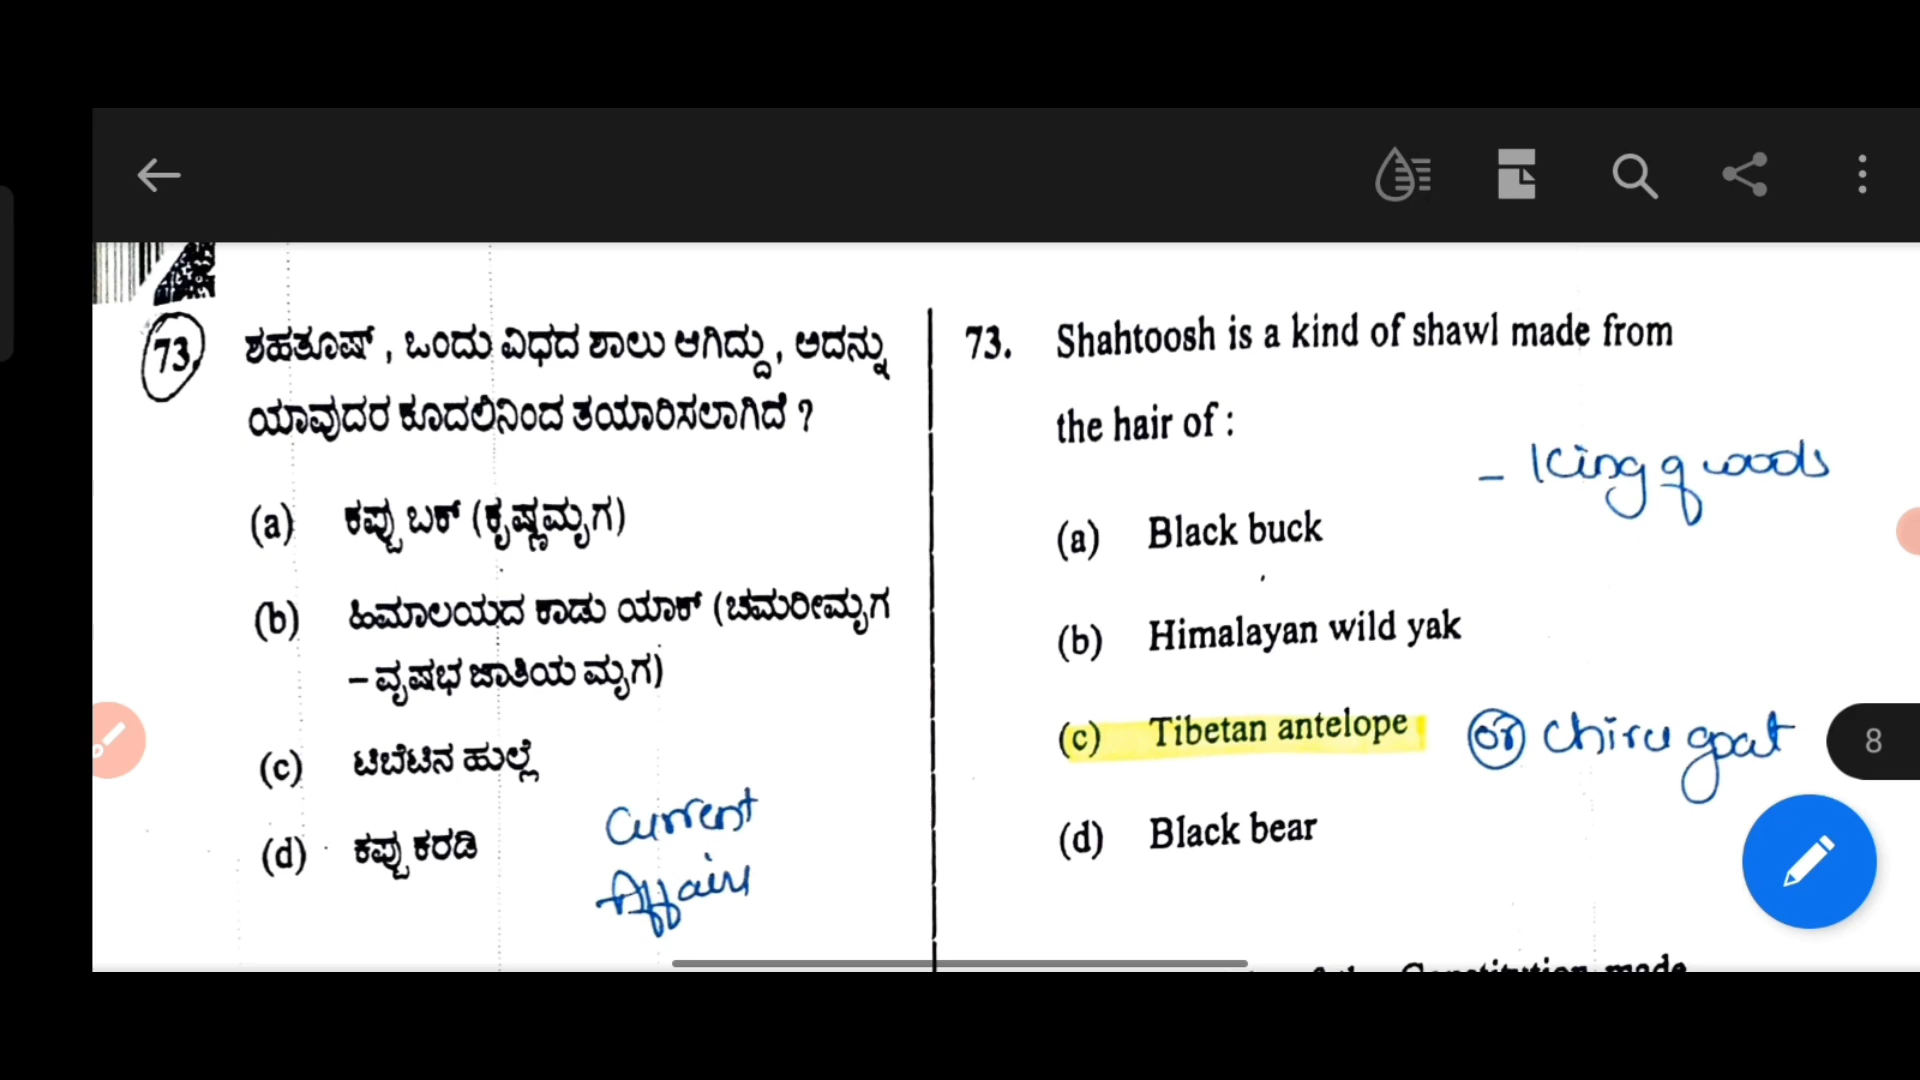 73.
ಶಹತೂಷ್, ಒಂದು ವಿಧದ ಶಾಲು ಆಗಿದ್ದು, ಅದನ್ನು
ಯಾವುದರ ಕೂದಲಿನಿಂದ ತಯಾರಿಸಲಾಗಿದೆ ?
(a) ಕಪ್ಪು ಬಕ್ (ಕೃಷ್ಣಮೃಗ)
(b) ಹಿಮಾಲಯದ ಕಾಡು ಯಾಕ್ (ಚಮರೀಮೃಗ
– ವೃಷಭ ಜಾತಿಯ ಮೃಗ)
(c) ಟಿಬೆಟಿನ ಹುಲ್ಲೆ
(d) ಕಪ್ಪು ಕರಡಿ
Current
Affairs
73. Shahtoosh is a kind of shawl made from
the hair of :
- King of wools
(a) Black buck
(b) Himalayan wild yak
(c) Tibetan antelope or chiru goat
(d) Black bear
8
Constitution made